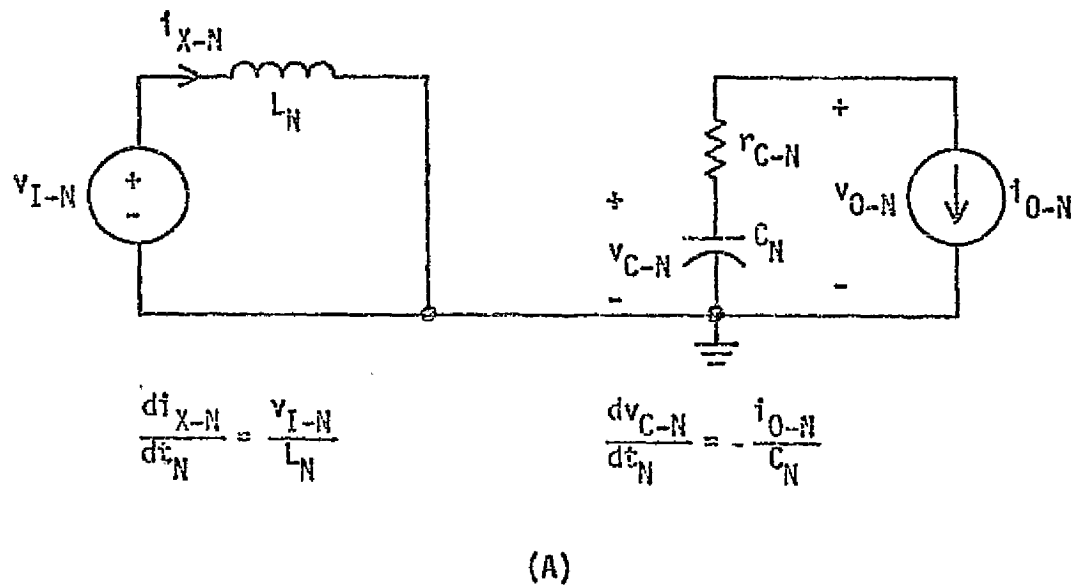 i_X-N
L_N
v_I-N
+
-
+
v_C-N
-
r_C-N
C_N
+
v_O-N
-
i_O-N
di_X-N/dt_N = v_I-N/L_N
dv_C-N/dt_N = - i_O-N/C_N
(A)